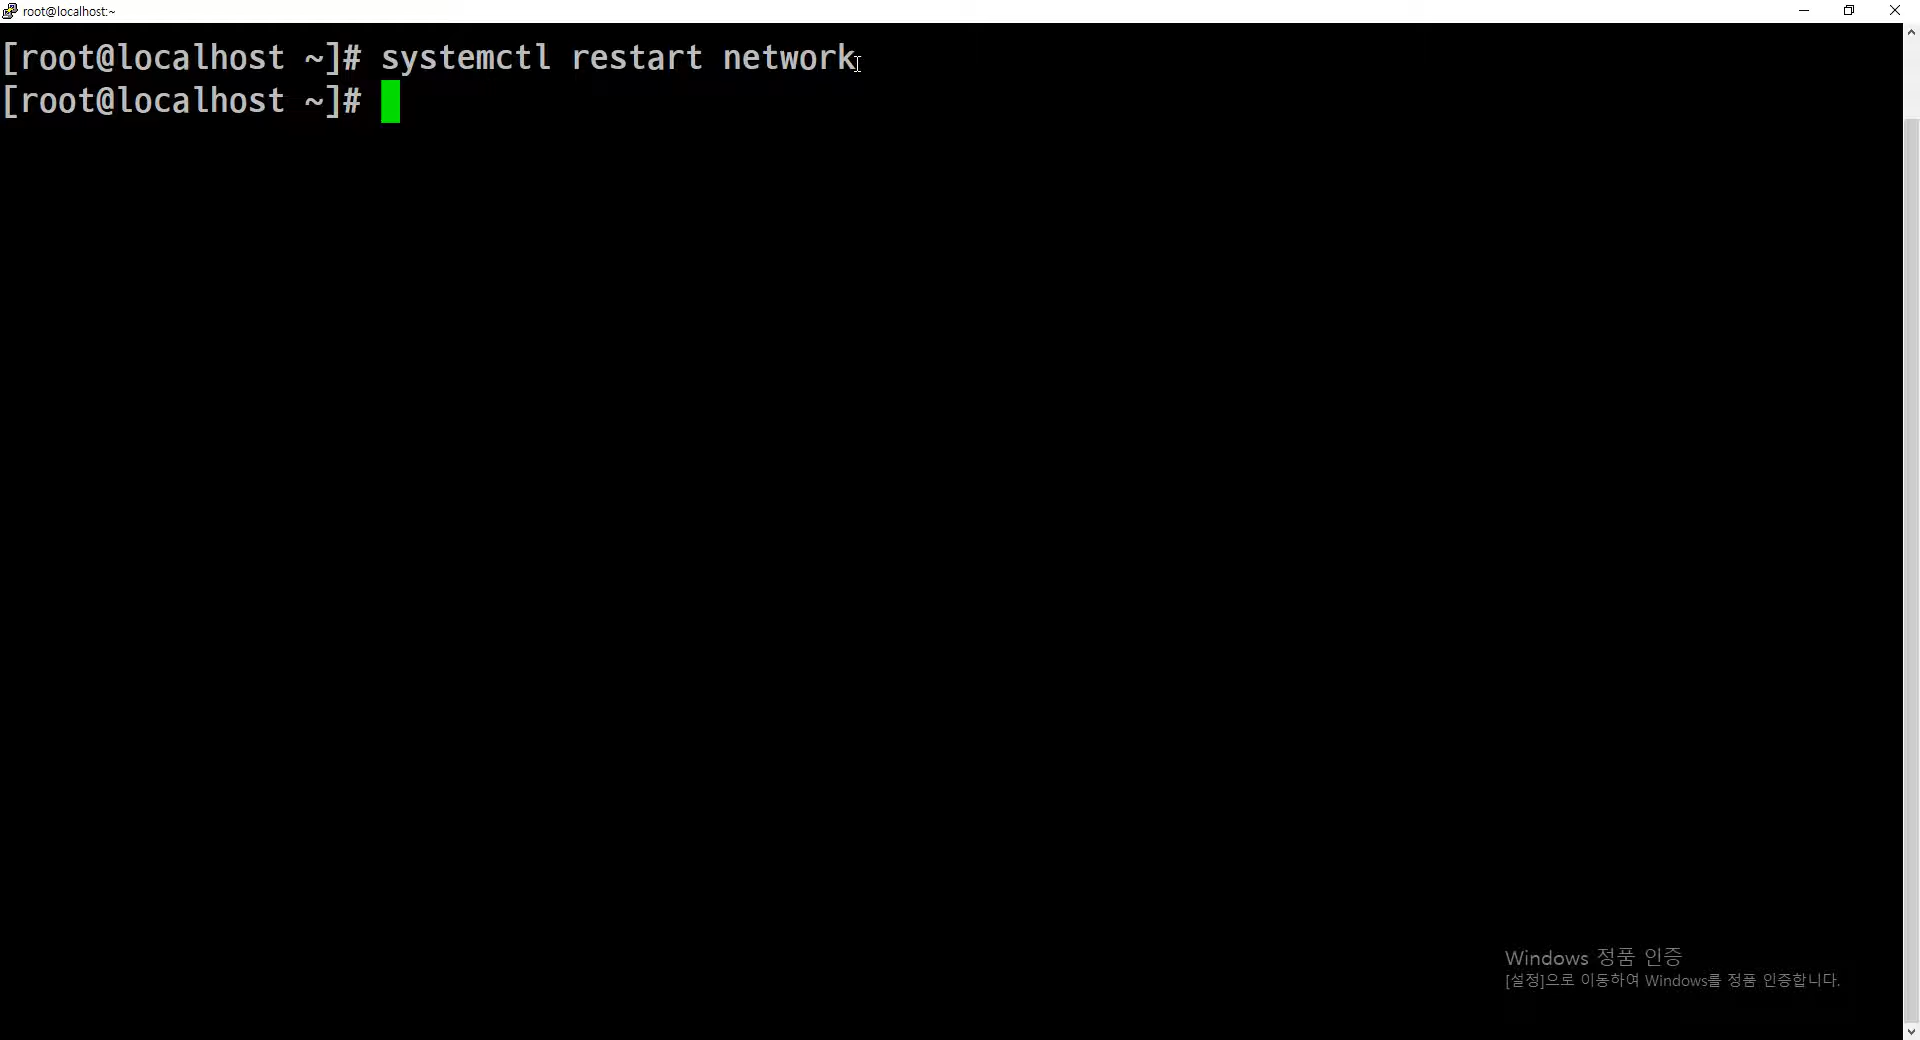 root@localhost:~
[root@localhost ~]# systemctl restart network
[root@localhost ~]#
Windows 정품 인증
[설정]으로 이동하여 Windows를 정품 인증합니다.